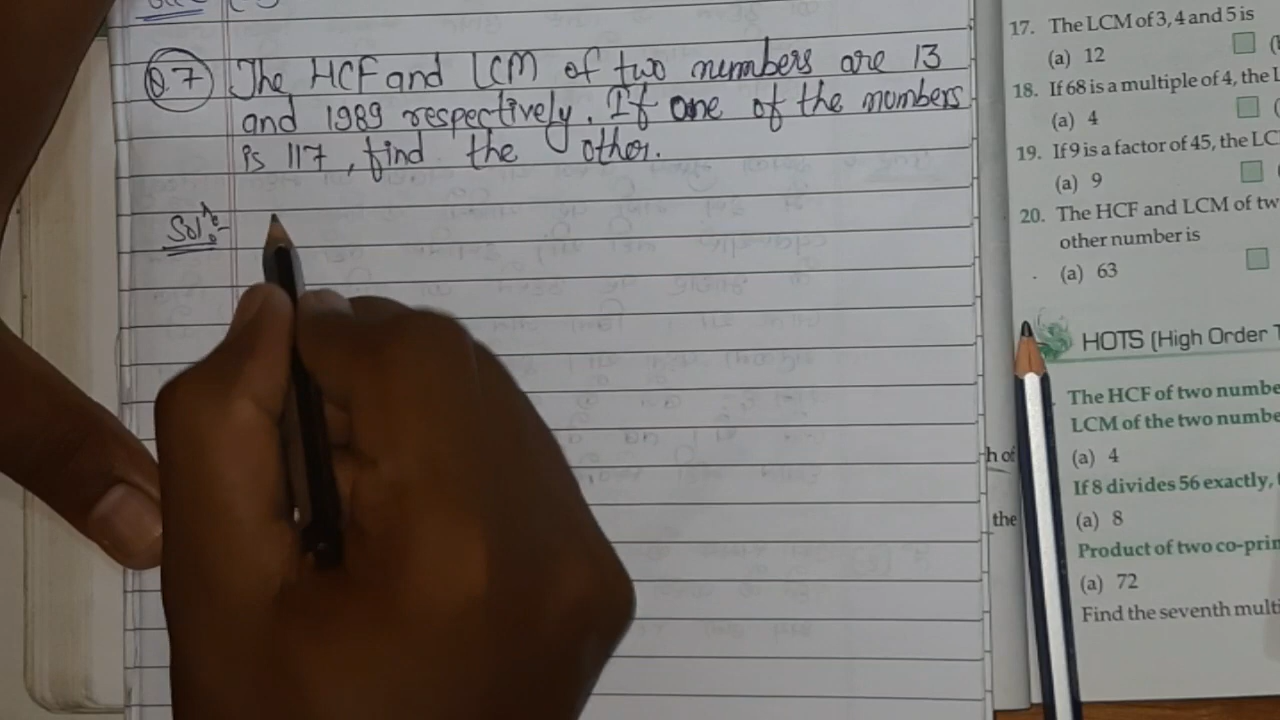 Q.7 The HCF and LCM of two numbers are 13
and 1989 respectively. If one of the numbers
is 117, find the other.
Soln:-
17. The LCM of 3, 4 and 5 is
(a) 12
18. If 68 is a multiple of 4, the
(a) 4
19. If 9 is a factor of 45, the LC
(a) 9
20. The HCF and LCM of tw
other number is
(a) 63
HOTS (High Order T
The HCF of two numbe
LCM of the two numbe
(a) 4
h of
If 8 divides 56 exactly,
(a) 8
the
Product of two co-prin
(a) 72
Find the seventh multi